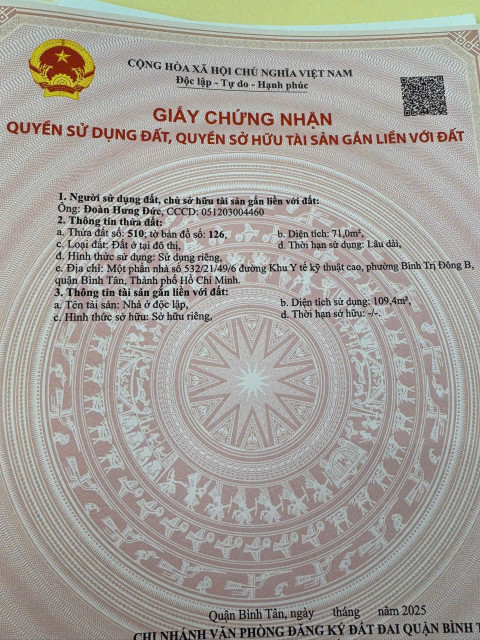 CỘNG HÒA XÃ HỘI CHỦ NGHĨA VIỆT NAM
Độc lập - Tự do - Hạnh phúc
GIẤY CHỨNG NHẬN
QUYỀN SỬ DỤNG ĐẤT, QUYỀN SỞ HỮU TÀI SẢN GẮN LIỀN VỚI ĐẤT
1. Người sử dụng đất, chủ sở hữu tài sản gắn liền với đất:
Ông: Đoàn Hưng Đức, CCCD: 051203004460
2. Thông tin thửa đất:
a. Thửa đất số: 510; tờ bản đồ số: 126, b. Diện tích: 71,0m²,
c. Loại đất: Đất ở tại đô thị, d. Thời hạn sử dụng: Lâu dài,
đ. Hình thức sử dụng: Sử dụng riêng,
e. Địa chỉ: Một phần nhà số 532/21/49/6 đường Khu Y tế kỹ thuật cao, phường Bình Trị Đông B,
quận Bình Tân, Thành phố Hồ Chí Minh.
3. Thông tin tài sản gắn liền với đất:
a. Tên tài sản: Nhà ở độc lập, b. Diện tích sử dụng: 109,4m²,
c. Hình thức sở hữu: Sở hữu riêng, d. Thời hạn sở hữu: -/-.
Quận Bình Tân, ngày tháng năm 2025
CHI NHÁNH VĂN PHÒNG ĐĂNG KÝ ĐẤT ĐAI QUẬN BÌNH T